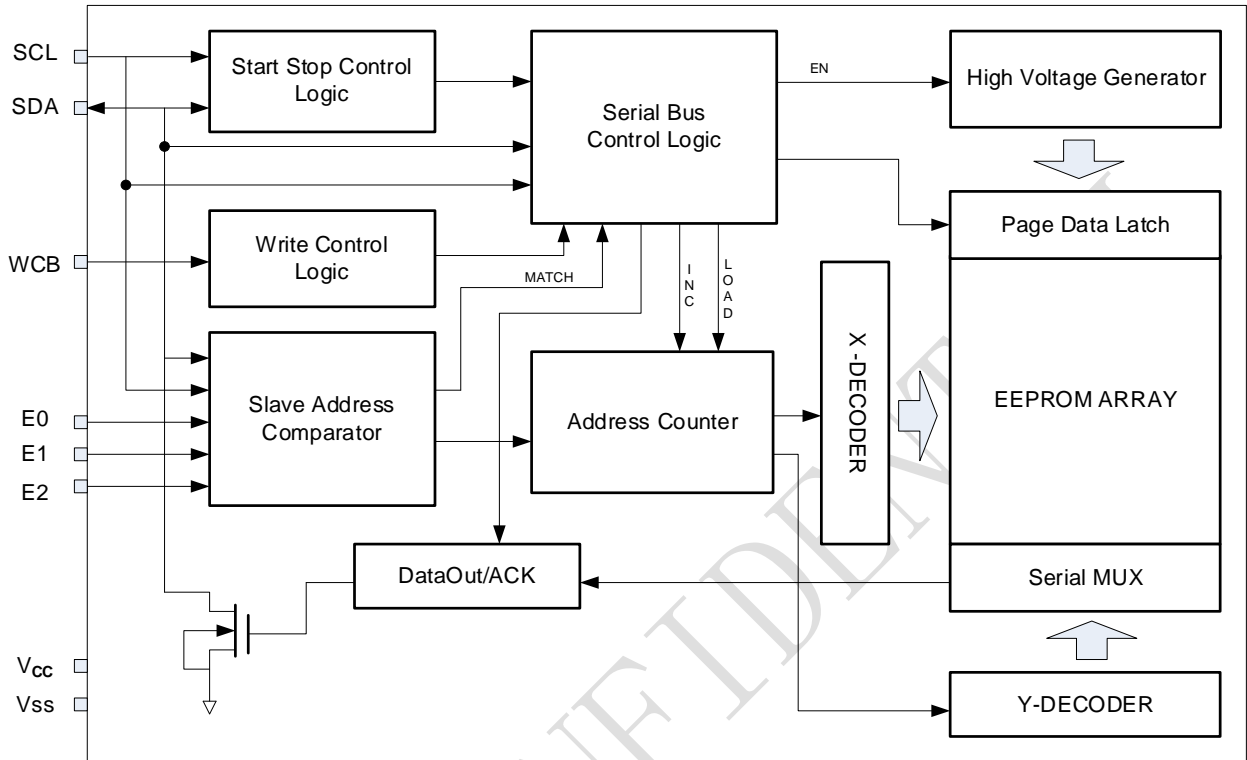 SCL
SDA
WCB
E0
E1
E2
Vcc
Vss
Start Stop Control
Logic
Write Control
Logic
Slave Address
Comparator
Serial Bus
Control Logic
EN
High Voltage Generator
Page Data Latch
MATCH
INC
LOAD
Address Counter
X -DECODER
EEPROM ARRAY
DataOut/ACK
Serial MUX
Y-DECODER